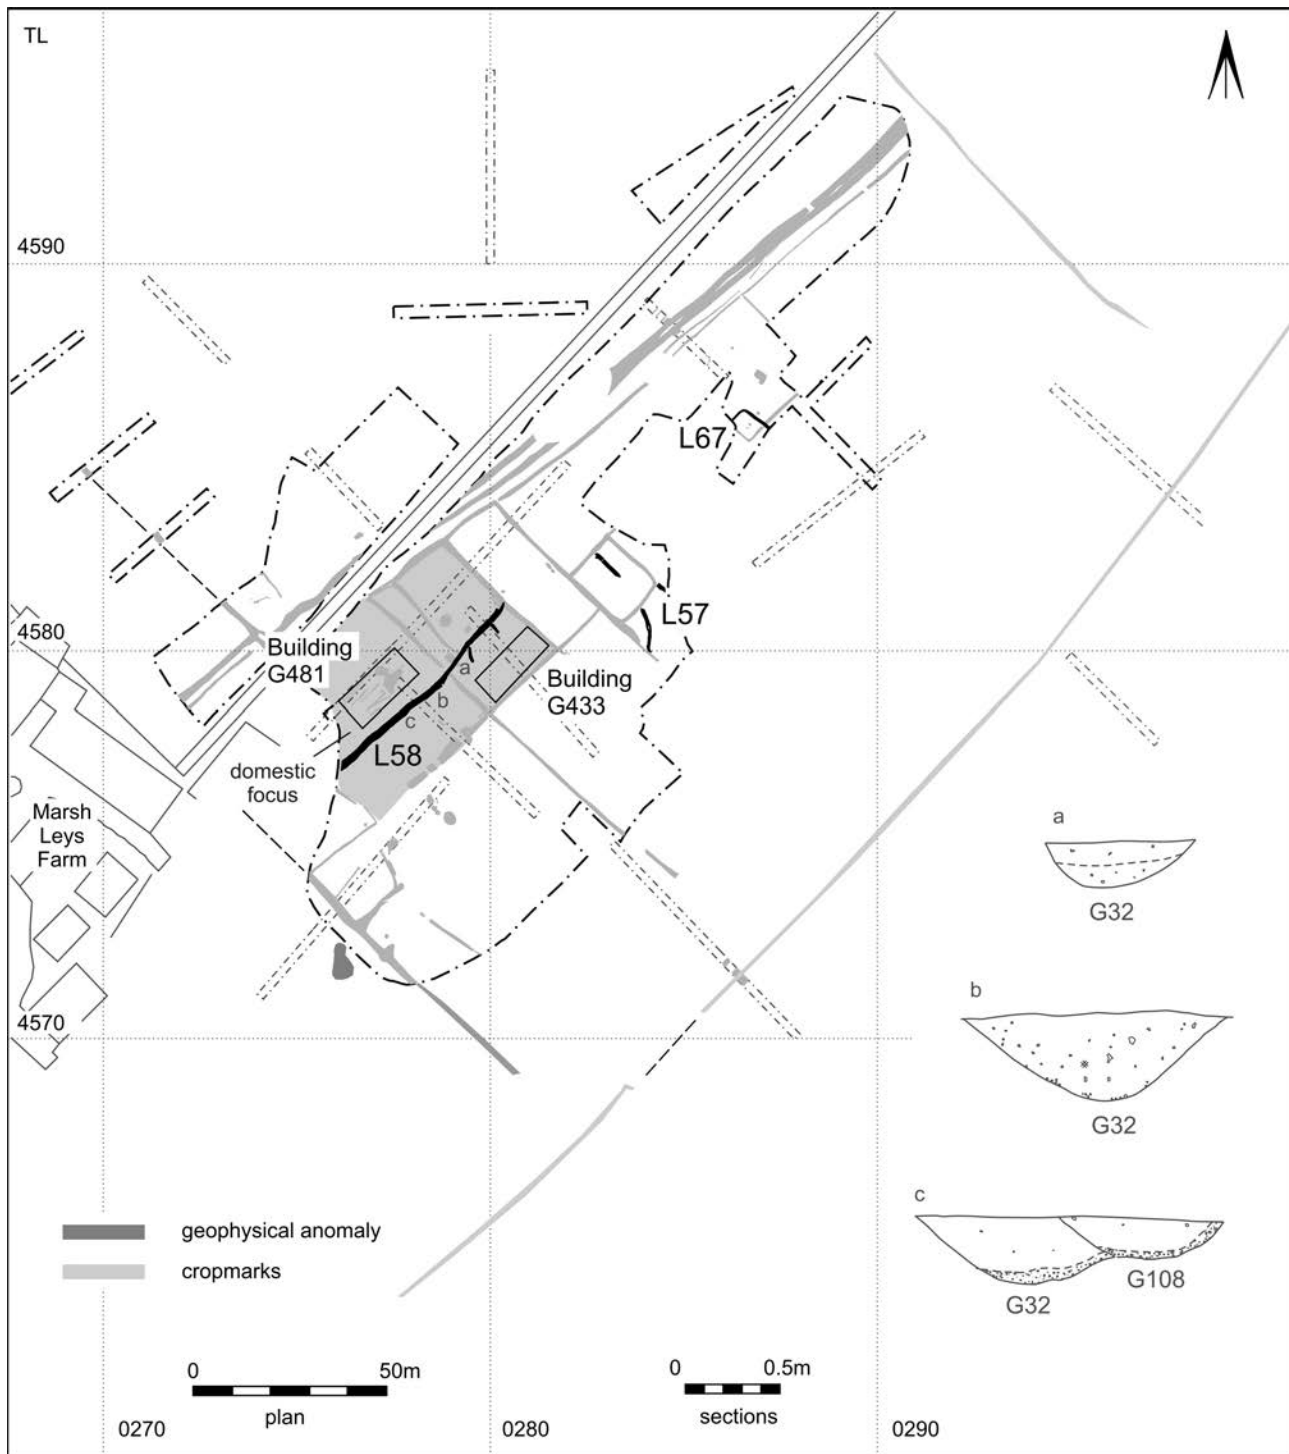 TL
4590
L67
4580
Building
G481
L57
a
Building
G433
b
c
L58
domestic
focus
Marsh
Leys
Farm
a
G32
b
G32
4570
c
G108
G32
geophysical anomaly
cropmarks
0 50m
plan
0 0.5m
sections
0270
0280
0290